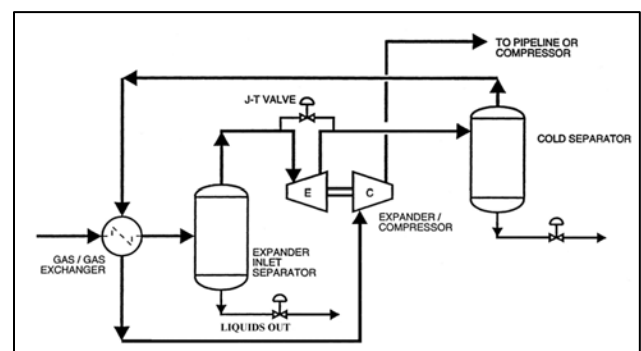 TO PIPELINE OR
COMPRESSOR
J-T VALVE
COLD SEPARATOR
E
C
EXPANDER /
COMPRESSOR
GAS / GAS
EXCHANGER
EXPANDER
INLET
SEPARATOR
LIQUIDS OUT